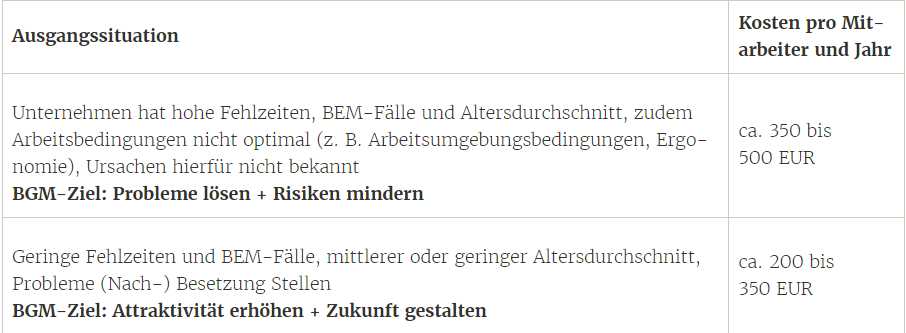 Ausgangssituation
Kosten pro Mit-
arbeiter und Jahr
Unternehmen hat hohe Fehlzeiten, BEM-Fälle und Altersdurchschnitt, zudem
Arbeitsbedingungen nicht optimal (z. B. Arbeitsumgebungsbedingungen, Ergo-
nomie), Ursachen hierfür nicht bekannt
BGM-Ziel: Probleme lösen + Risiken mindern
ca. 350 bis
500 EUR
Geringe Fehlzeiten und BEM-Fälle, mittlerer oder geringer Altersdurchschnitt,
Probleme (Nach-) Besetzung Stellen
BGM-Ziel: Attraktivität erhöhen + Zukunft gestalten
ca. 200 bis
350 EUR